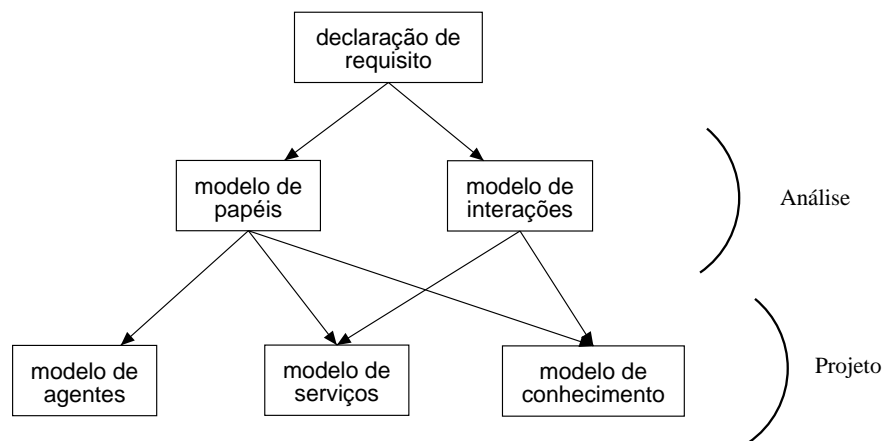 declaração de
requisito
modelo de
papéis
modelo de
interações
Análise
modelo de
agentes
modelo de
serviços
modelo de
conhecimento
Projeto